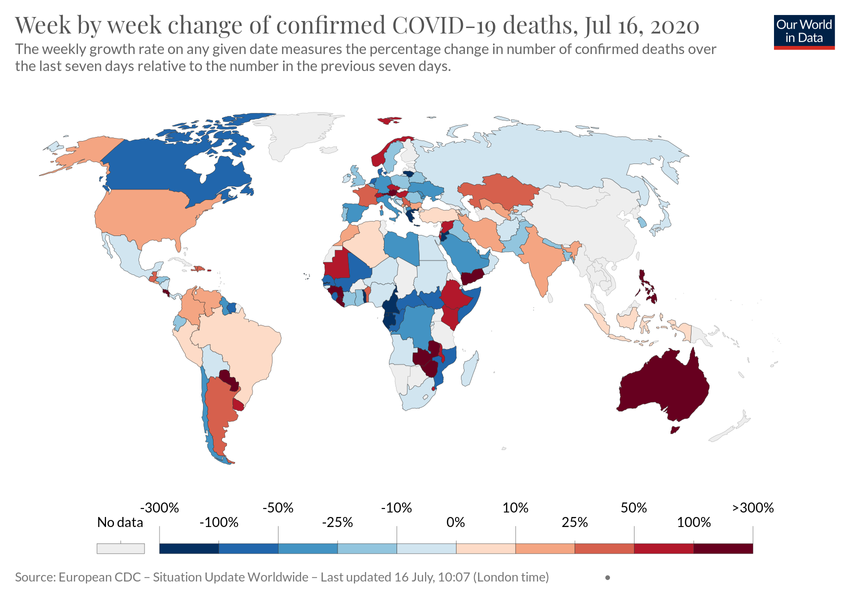 Week by week change of confirmed COVID-19 deaths, Jul 16, 2020
Our World
in Data
The weekly growth rate on any given date measures the percentage change in number of confirmed deaths over
the last seven days relative to the number in the previous seven days.
-300% -50% -10% 10% 50% >300%
No data -100% -25% 0% 25% 100%
Source: European CDC – Situation Update Worldwide – Last updated 16 July, 10:07 (London time)